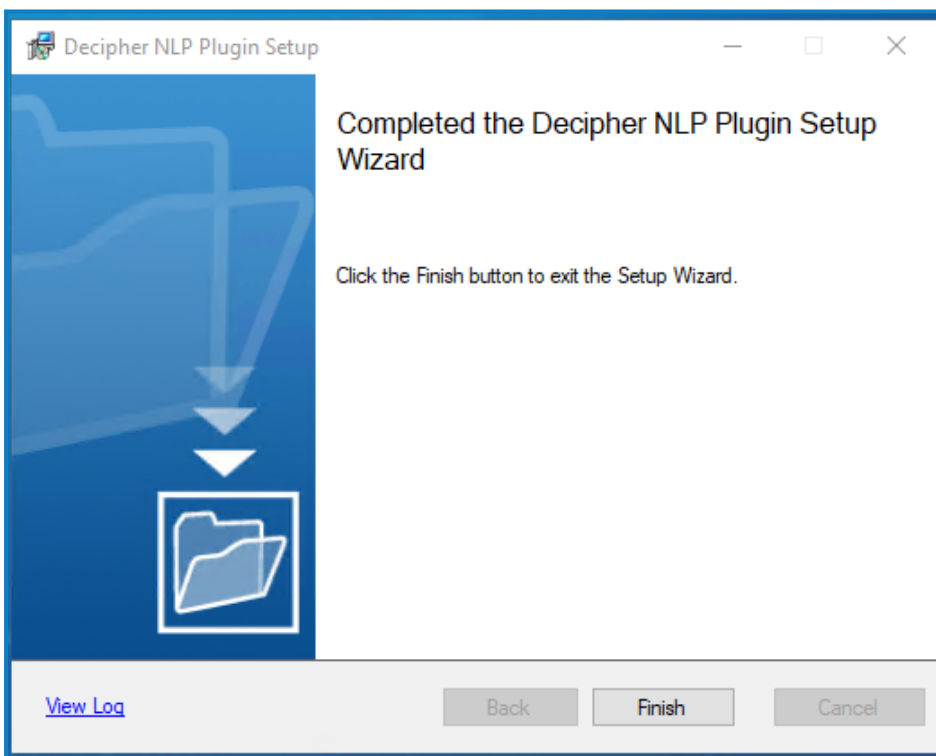 Decipher NLP Plugin Setup
Completed the Decipher NLP Plugin Setup
Wizard
Click the Finish button to exit the Setup Wizard.
View Log
Back
Finish
Cancel